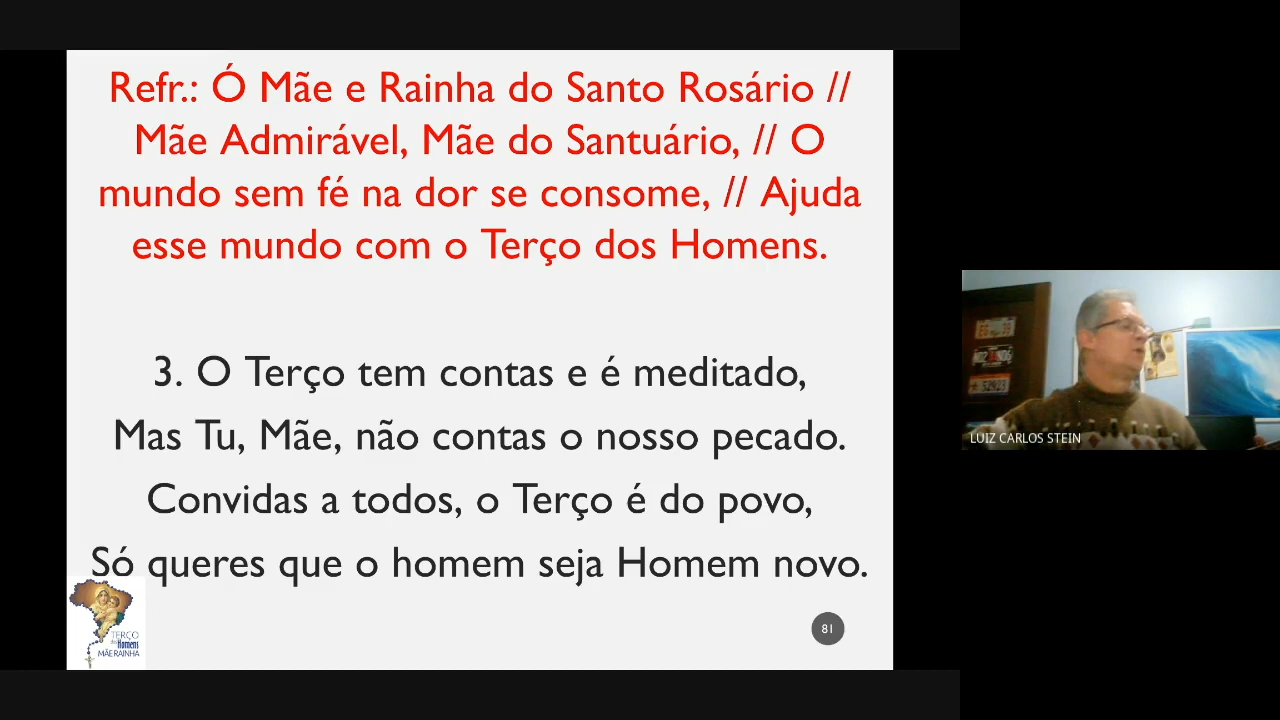 Refr.: Ó Mãe e Rainha do Santo Rosário //
Mãe Admirável, Mãe do Santuário, // O
mundo sem fé na dor se consome, // Ajuda
esse mundo com o Terço dos Homens.
3. O Terço tem contas e é meditado,
Mas Tu, Mãe, não contas o nosso pecado.
Convidas a todos, o Terço é do povo,
Só queres que o homem seja Homem novo.
TERÇO
dos Homens
MÃE RAINHA
81
LUIZ CARLOS STEIN